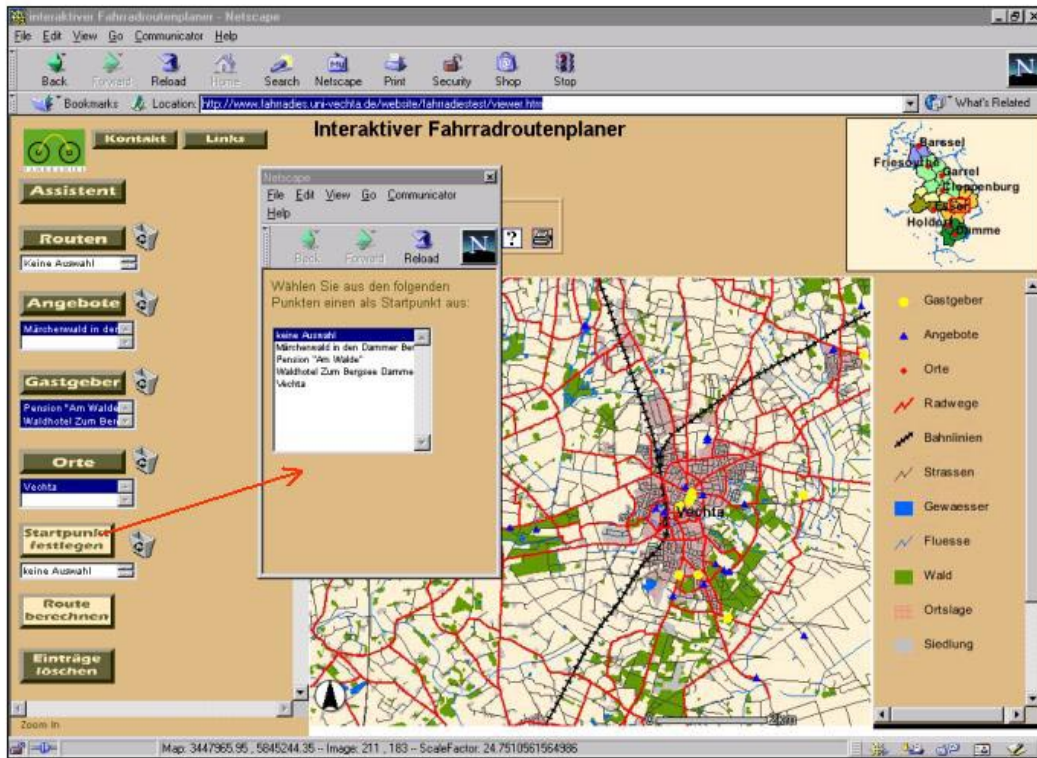 interaktiver Fahrradroutenplaner - Netscape
File Edit View Go Communicator Help
Back Forward Reload Home Search Netscape Print Security Shop Stop
Bookmarks Location: http://www.fahrradies.uni-vechta.de/website/fahrradiestest/viewer.htm What's Related
Kontakt Links
Interaktiver Fahrradroutenplaner
Assistent
Routen
Keine Auswahl
Angebote
Märchenwald in den
Gastgeber
Pension "Am Walde
Waldhotel Zum Ber
Orte
Vechta
Startpunkt
festlegen
keine Auswahl
Route
berechnen
Einträge
löschen
Zoom In
Netscape
File Edit View Go Communicator
Help
Back Forward Reload
Wählen Sie aus den folgenden
Punkten einen als Startpunkt aus:
keine Auswahl
Märchenwald in den Dammer Ber
Pension "Am Walde"
Waldhotel Zum Bergsee Damme
Vechta
?
Vechta
2km
Barssel
Friesoythe
Garrel
Cloppenburg
Essen
Holdorf
Damme
Gastgeber
Angebote
Orte
Radwege
Bahnlinien
Strassen
Gewaesser
Fluesse
Wald
Ortslage
Siedlung
Map: 3447965.95 , 5845244.35 -- Image: 211 , 183 -- ScaleFactor: 24.7510561564986